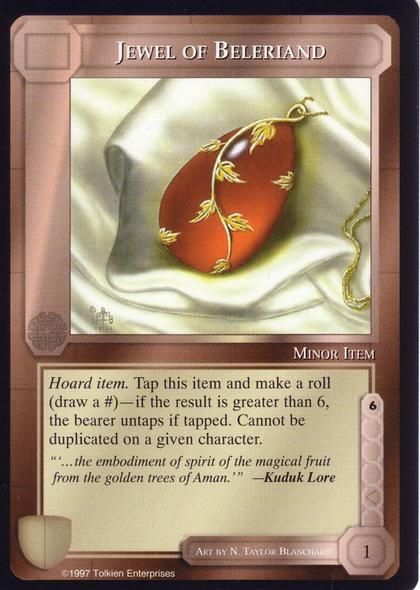 JEWEL OF BELERIAND
MINOR ITEM
Hoard item. Tap this item and make a roll
(draw a #)—if the result is greater than 6,
the bearer untaps if tapped. Cannot be
duplicated on a given character.
“‘...the embodiment of spirit of the magical fruit
from the golden trees of Aman.’” —Kuduk Lore
6
ART BY N. TAYLOR BLANCHARD
1
©1997 Tolkien Enterprises